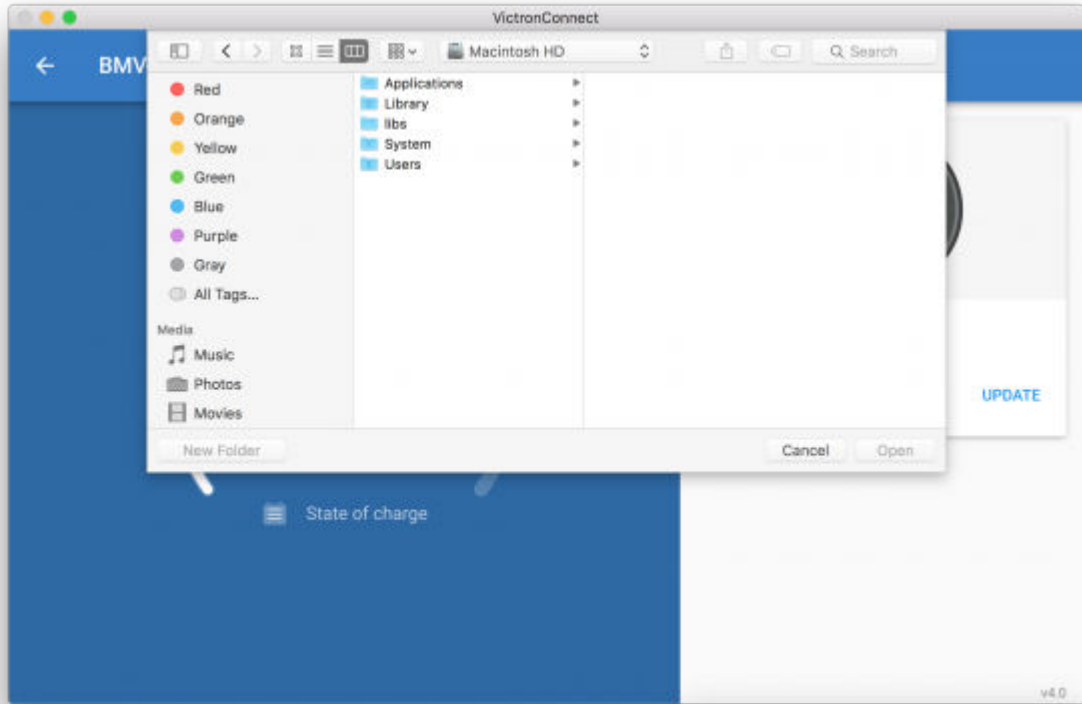 VictronConnect
BMV
Macintosh HD
Search
Red
Orange
Yellow
Green
Blue
Purple
Gray
All Tags...
Media
Music
Photos
Movies
Applications
Library
libs
System
Users
UPDATE
New Folder
Cancel
Open
State of charge
v4.0